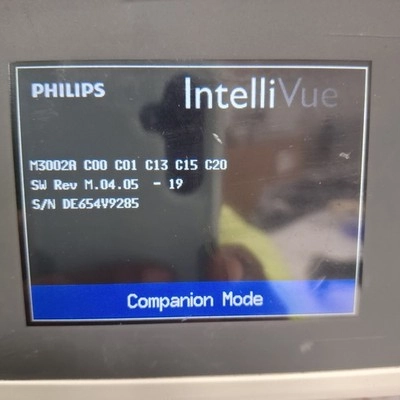 PHILIPS IntelliVue
M3002A C00 C01 C13 C15 C20
SW Rev M.04.05 - 19
S/N DE654V9285
Companion Mode